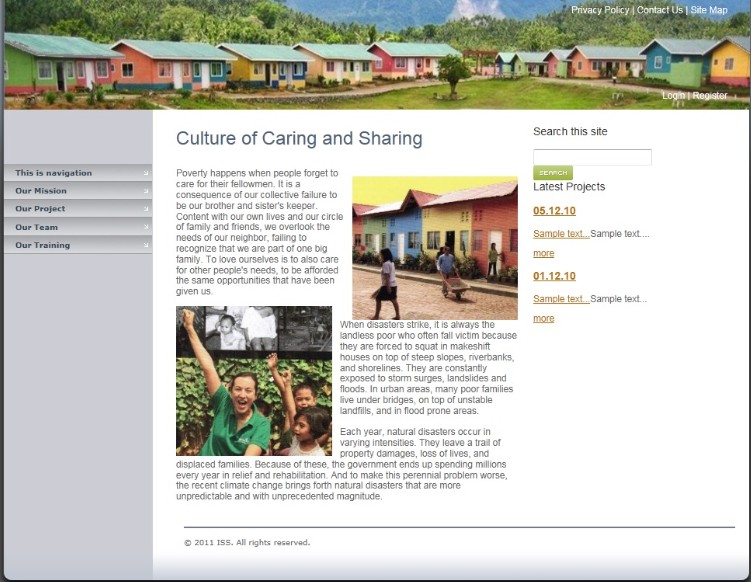 Privacy Policy | Contact Us | Site Map
Login | Register
This is navigation
Our Mission
Our Project
Our Team
Our Training
Culture of Caring and Sharing
Poverty happens when people forget to
care for their fellowmen. It is a
consequence of our collective failure to
be our brother and sister's keeper.
Content with our own lives and our circle
of family and friends, we overlook the
needs of our neighbor, failing to
recognize that we are part of one big
family. To love ourselves is to also care
for other people's needs, to be afforded
the same opportunities that have been
given us.
When disasters strike, it is always the
landless poor who often fall victim because
they are forced to squat in makeshift
houses on top of steep slopes, riverbanks,
and shorelines. They are constantly
exposed to storm surges, landslides and
floods. In urban areas, many poor families
live under bridges, on top of unstable
landfills, and in flood prone areas.
Each year, natural disasters occur in
varying intensities. They leave a trail of
property damages, loss of lives, and
displaced families. Because of these, the government ends up spending millions
every year in relief and rehabilitation. And to make this perennial problem worse,
the recent climate change brings forth natural disasters that are more
unpredictable and with unprecedented magnitude.
Search this site
SEARCH
Latest Projects
05.12.10
Sample text...Sample text....
more
01.12.10
Sample text...Sample text...
more
© 2011 ISS. All rights reserved.